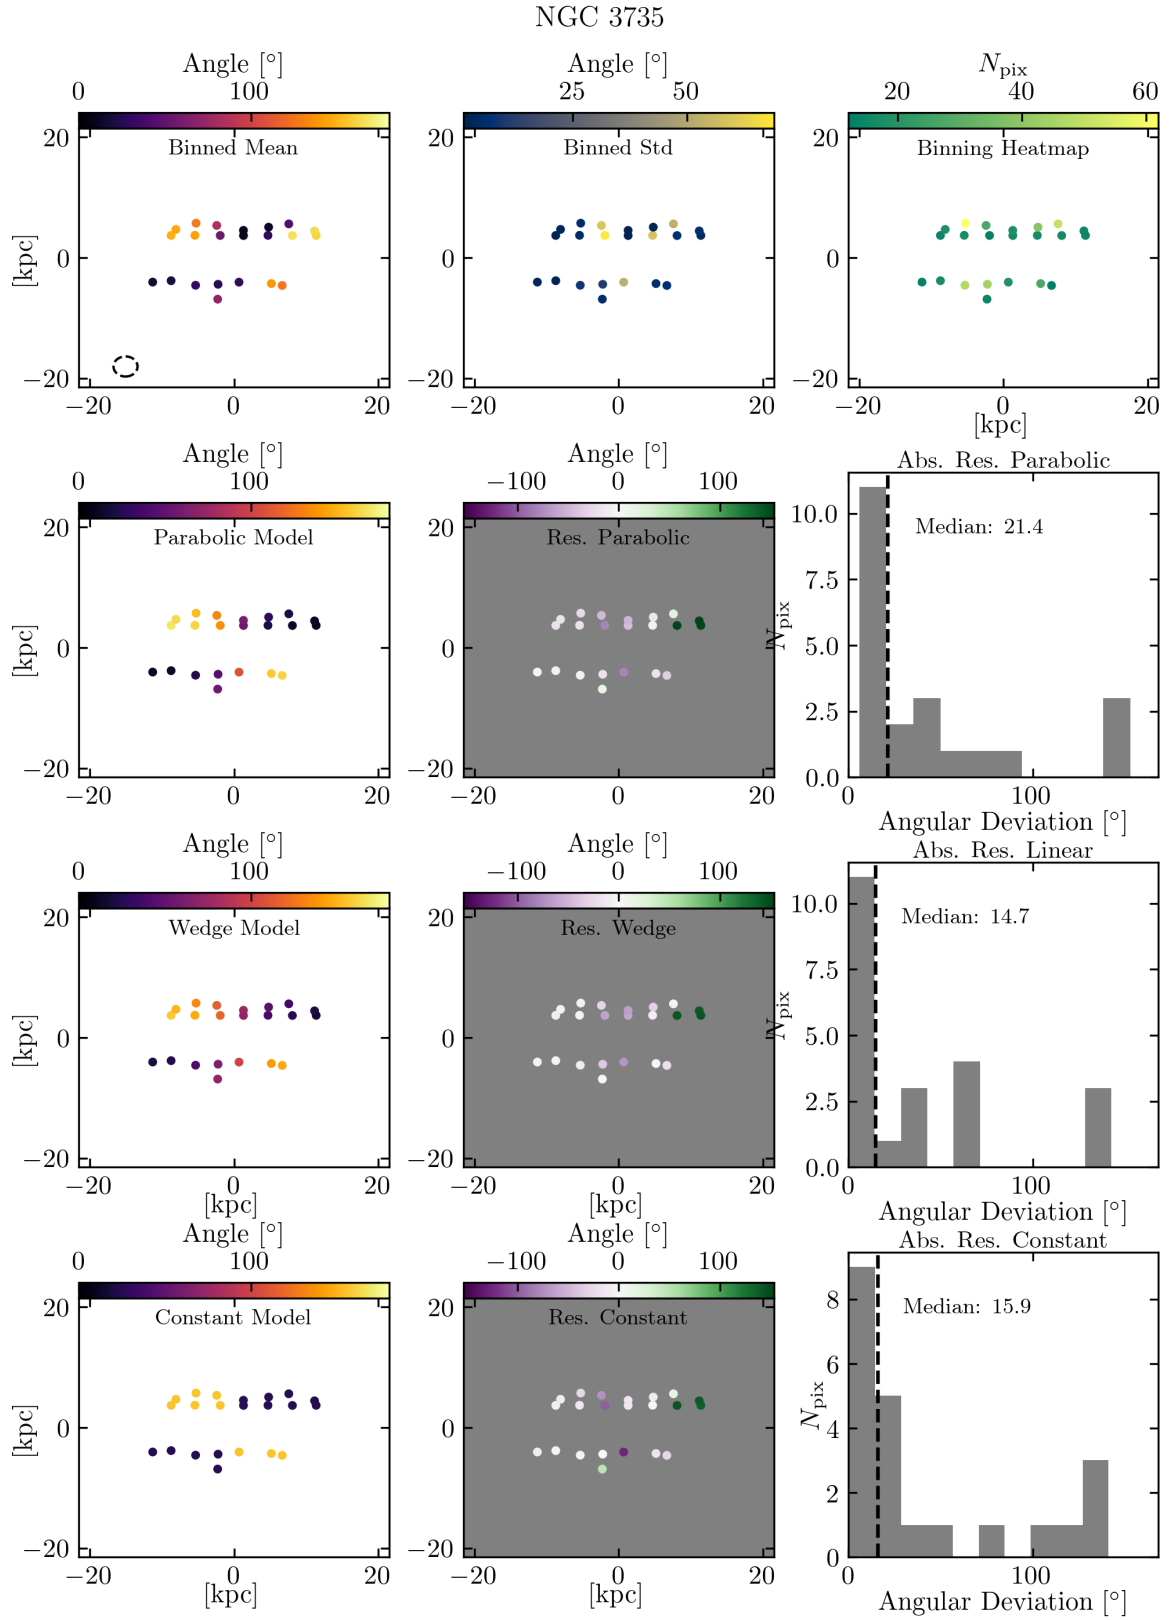 NGC 3735
Angle [°] Angle [°] N_pix
0 100 25 50 20 40 60
Binned Mean Binned Std Binning Heatmap
20 20 20
[kpc] 0 0 0
−20 −20 −20
−20 0 20 −20 0 20 −20 0 20
[kpc]
Angle [°] Angle [°] Abs. Res. Parabolic
0 100 −100 0 100
Parabolic Model Res. Parabolic Median: 21.4
20 20
[kpc] 0 0
−20 −20
−20 0 20 −20 0 20
N_pix
10.0
7.5
5.0
2.5
0.0
0 100
Angular Deviation [°]
Angle [°] Angle [°] Abs. Res. Linear
0 100 −100 0 100
Wedge Model Res. Wedge Median: 14.7
20 20
[kpc] 0 0
−20 −20
−20 0 20 −20 0 20
[kpc] [kpc]
N_pix
10.0
7.5
5.0
2.5
0.0
0 100
Angular Deviation [°]
Angle [°] Angle [°] Abs. Res. Constant
0 100 −100 0 100
Constant Model Res. Constant Median: 15.9
20 20
[kpc] 0 0
−20 −20
−20 0 20 −20 0 20
[kpc] [kpc]
N_pix
8
6
4
2
0
0 100
Angular Deviation [°]